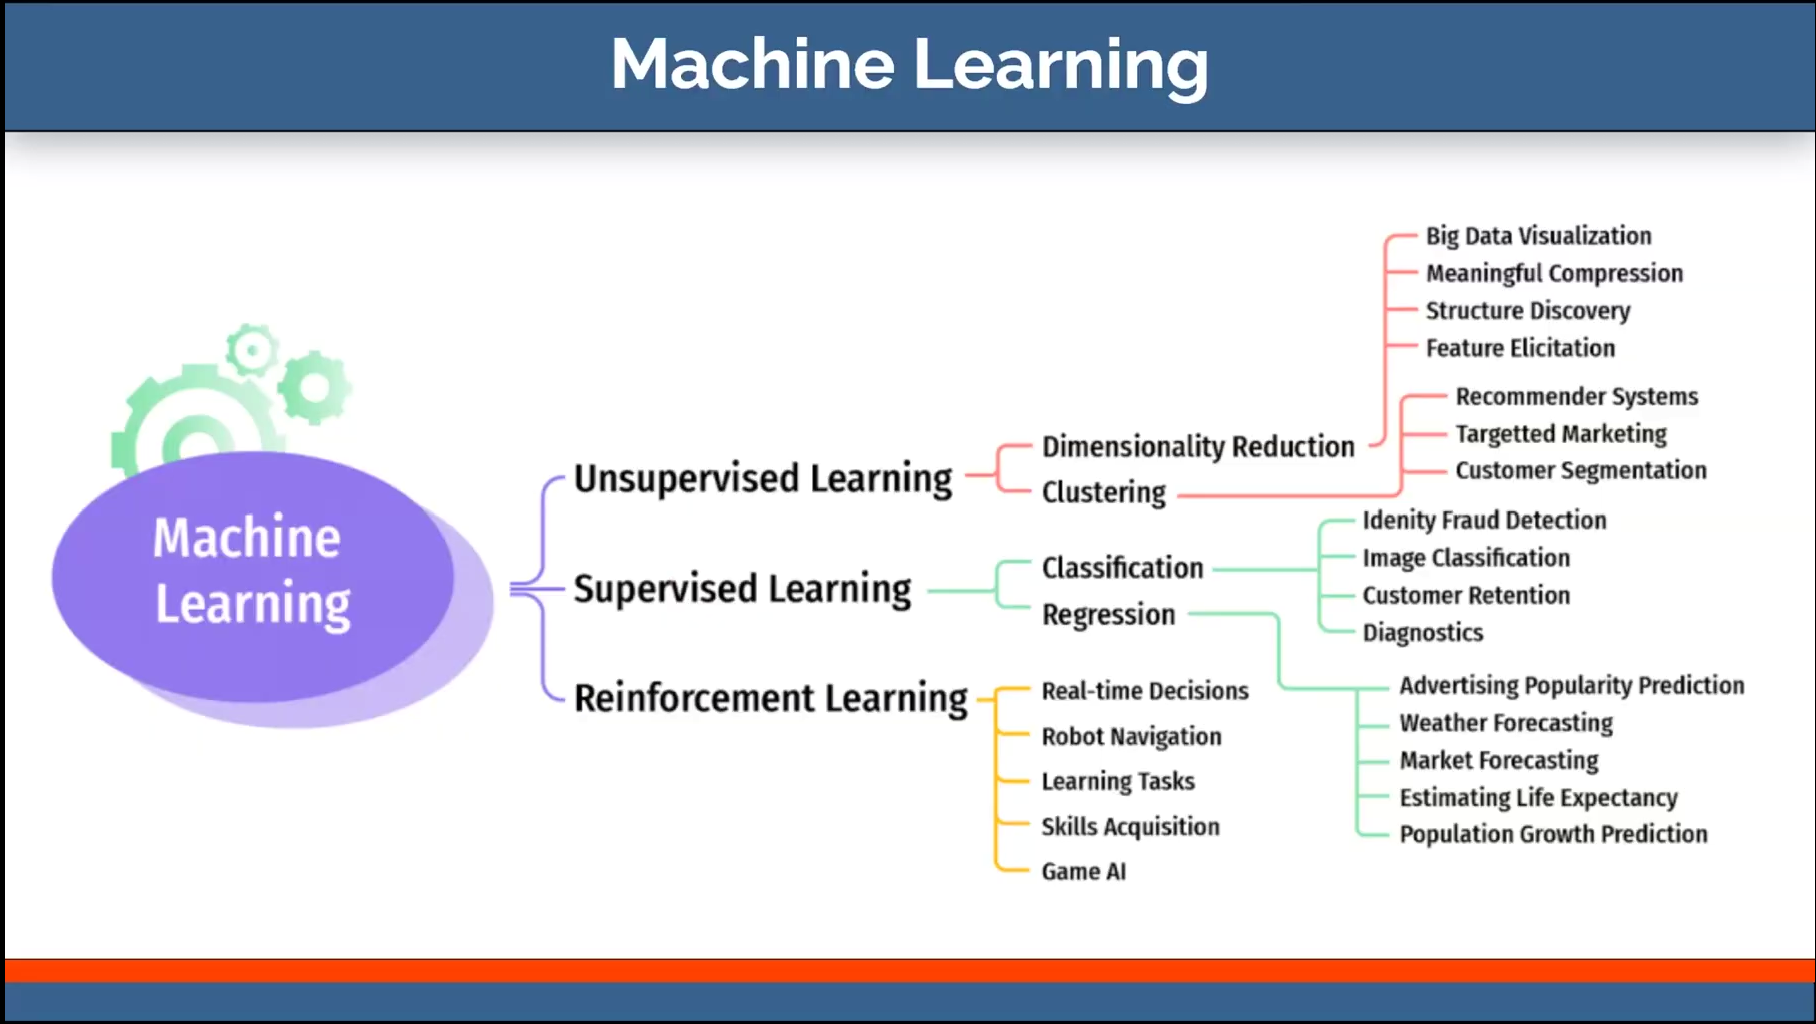 Machine Learning
Machine
Learning
Unsupervised Learning
Dimensionality Reduction
Big Data Visualization
Meaningful Compression
Structure Discovery
Feature Elicitation
Clustering
Recommender Systems
Targetted Marketing
Customer Segmentation
Supervised Learning
Classification
Idenity Fraud Detection
Image Classification
Customer Retention
Diagnostics
Regression
Advertising Popularity Prediction
Weather Forecasting
Market Forecasting
Estimating Life Expectancy
Population Growth Prediction
Reinforcement Learning
Real-time Decisions
Robot Navigation
Learning Tasks
Skills Acquisition
Game AI